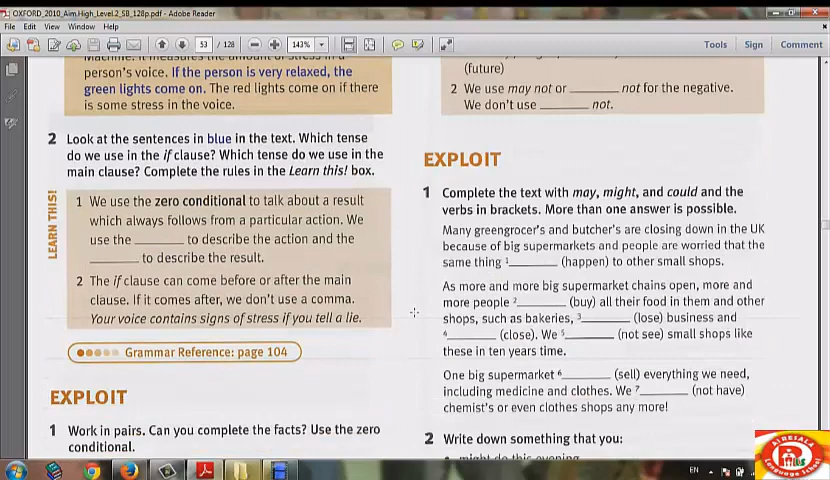 OXFORD_2010_Aim.High_Level.2_SB_128p.pdf - Adobe Reader
File Edit View Window Help
53 / 128 143% Tools Sign Comment
Machine. It measures the amount of stress in a
person's voice. If the person is very relaxed, the
green lights come on. The red lights come on if there
is some stress in the voice.
2 Look at the sentences in blue in the text. Which tense
do we use in the if clause? Which tense do we use in the
main clause? Complete the rules in the Learn this! box.
LEARN THIS!
1 We use the zero conditional to talk about a result
which always follows from a particular action. We
use the ________ to describe the action and the
________ to describe the result.
2 The if clause can come before or after the main
clause. If it comes after, we don't use a comma.
Your voice contains signs of stress if you tell a lie.
Grammar Reference: page 104
EXPLOIT
1 Work in pairs. Can you complete the facts? Use the zero
conditional.
(future)
2 We use may not or ________ not for the negative.
We don't use ________ not.
EXPLOIT
1 Complete the text with may, might, and could and the
verbs in brackets. More than one answer is possible.
Many greengrocer's and butcher's are closing down in the UK
because of big supermarkets and people are worried that the
same thing 1________ (happen) to other small shops.
As more and more big supermarket chains open, more and
more people 2________ (buy) all their food in them and other
shops, such as bakeries, 3________ (lose) business and
4________ (close). We 5________ (not see) small shops like
these in ten years time.
One big supermarket 6________ (sell) everything we need,
including medicine and clothes. We 7________ (not have)
chemist's or even clothes shops any more!
2 Write down something that you:
• might do this evening
EN